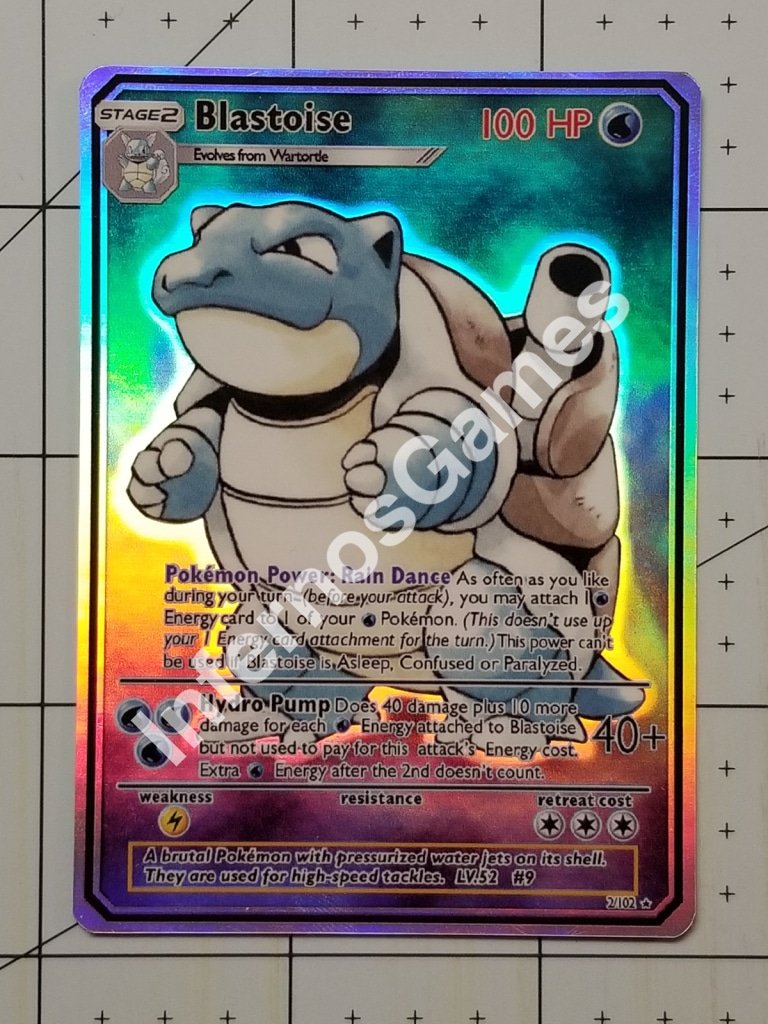 STAGE2 Blastoise 100 HP
Evolves from Wartortle
Pokémon Power: Rain Dance As often as you like
during your turn (before your attack), you may attach 1
Energy card to 1 of your Pokémon. (This doesn't use up
your 1 Energy card attachment for the turn.) This power can't
be used if Blastoise is Asleep, Confused or Paralyzed.
Hydro Pump Does 40 damage plus 10 more
damage for each Energy attached to Blastoise
but not used to pay for this attack's Energy cost.
Extra Energy after the 2nd doesn't count.
40+
weakness resistance retreat cost
A brutal Pokémon with pressurized water jets on its shell.
They are used for high-speed tackles. LV.52 #9
2/102
InternosGames